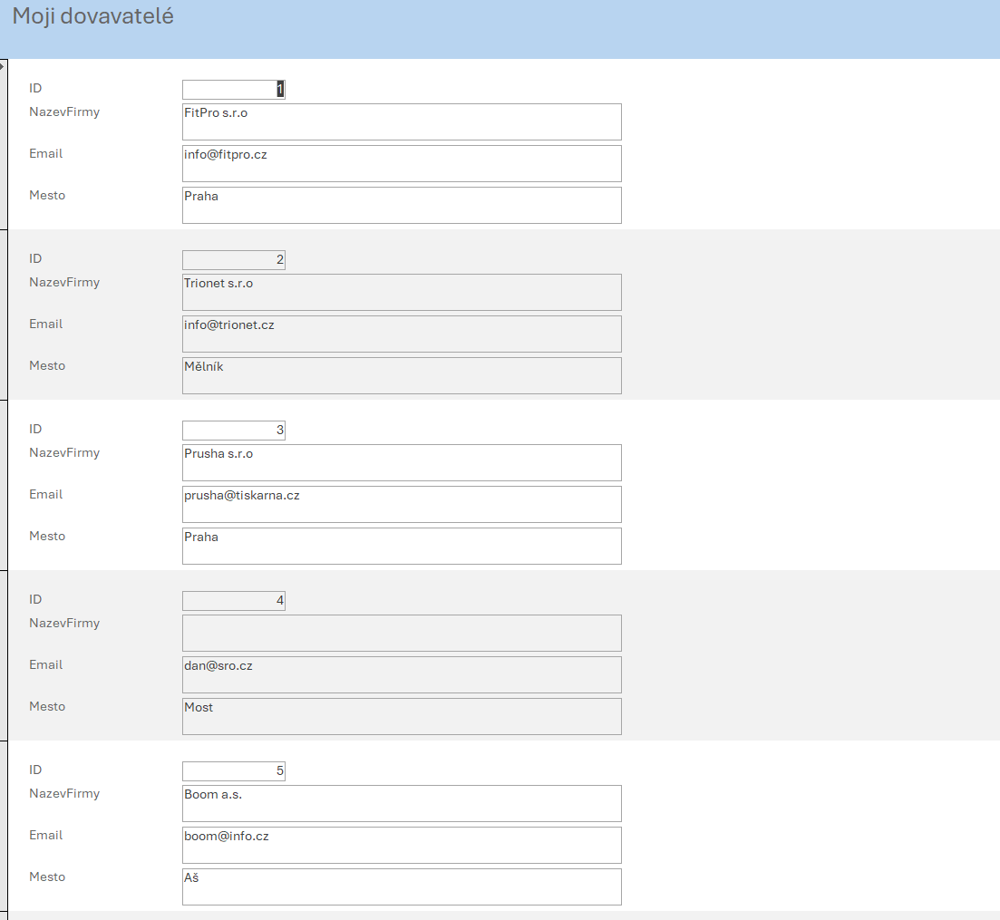 Moji dovavatelé
ID 1
NazevFirmy FitPro s.r.o
Email info@fitpro.cz
Mesto Praha
ID 2
NazevFirmy Trionet s.r.o
Email info@trionet.cz
Mesto Mělník
ID 3
NazevFirmy Prusha s.r.o
Email prusha@tiskarna.cz
Mesto Praha
ID 4
NazevFirmy
Email dan@sro.cz
Mesto Most
ID 5
NazevFirmy Boom a.s.
Email boom@info.cz
Mesto Aš